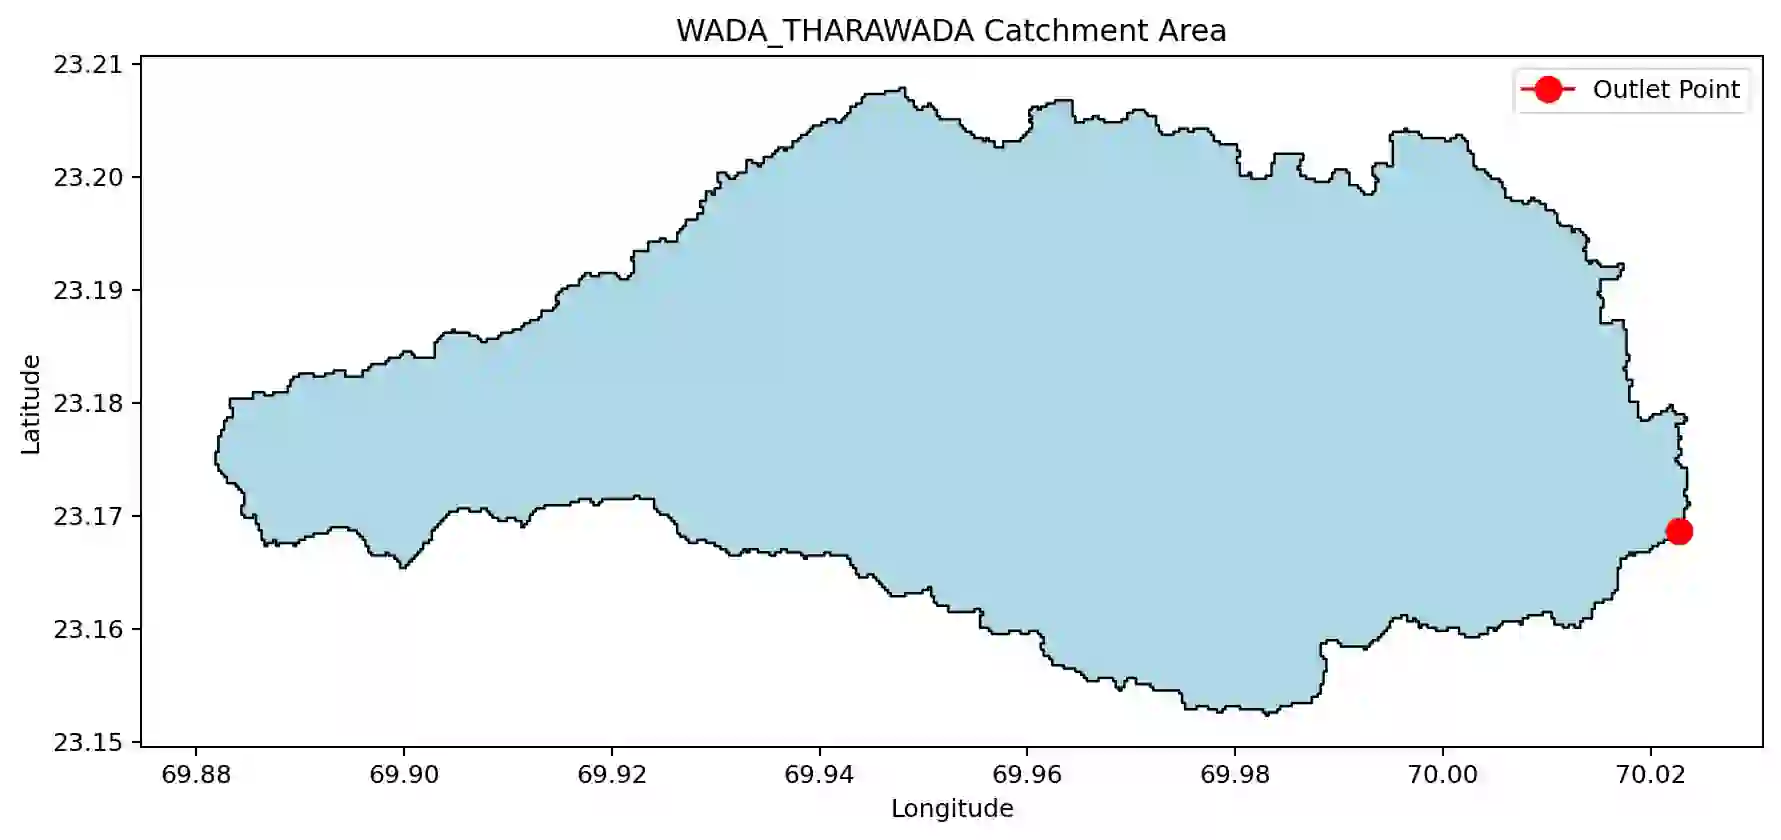 WADA_THARAWADA Catchment Area
Outlet Point
23.21
23.20
23.19
23.18
23.17
23.16
23.15
Latitude
69.88 69.90 69.92 69.94 69.96 69.98 70.00 70.02
Longitude